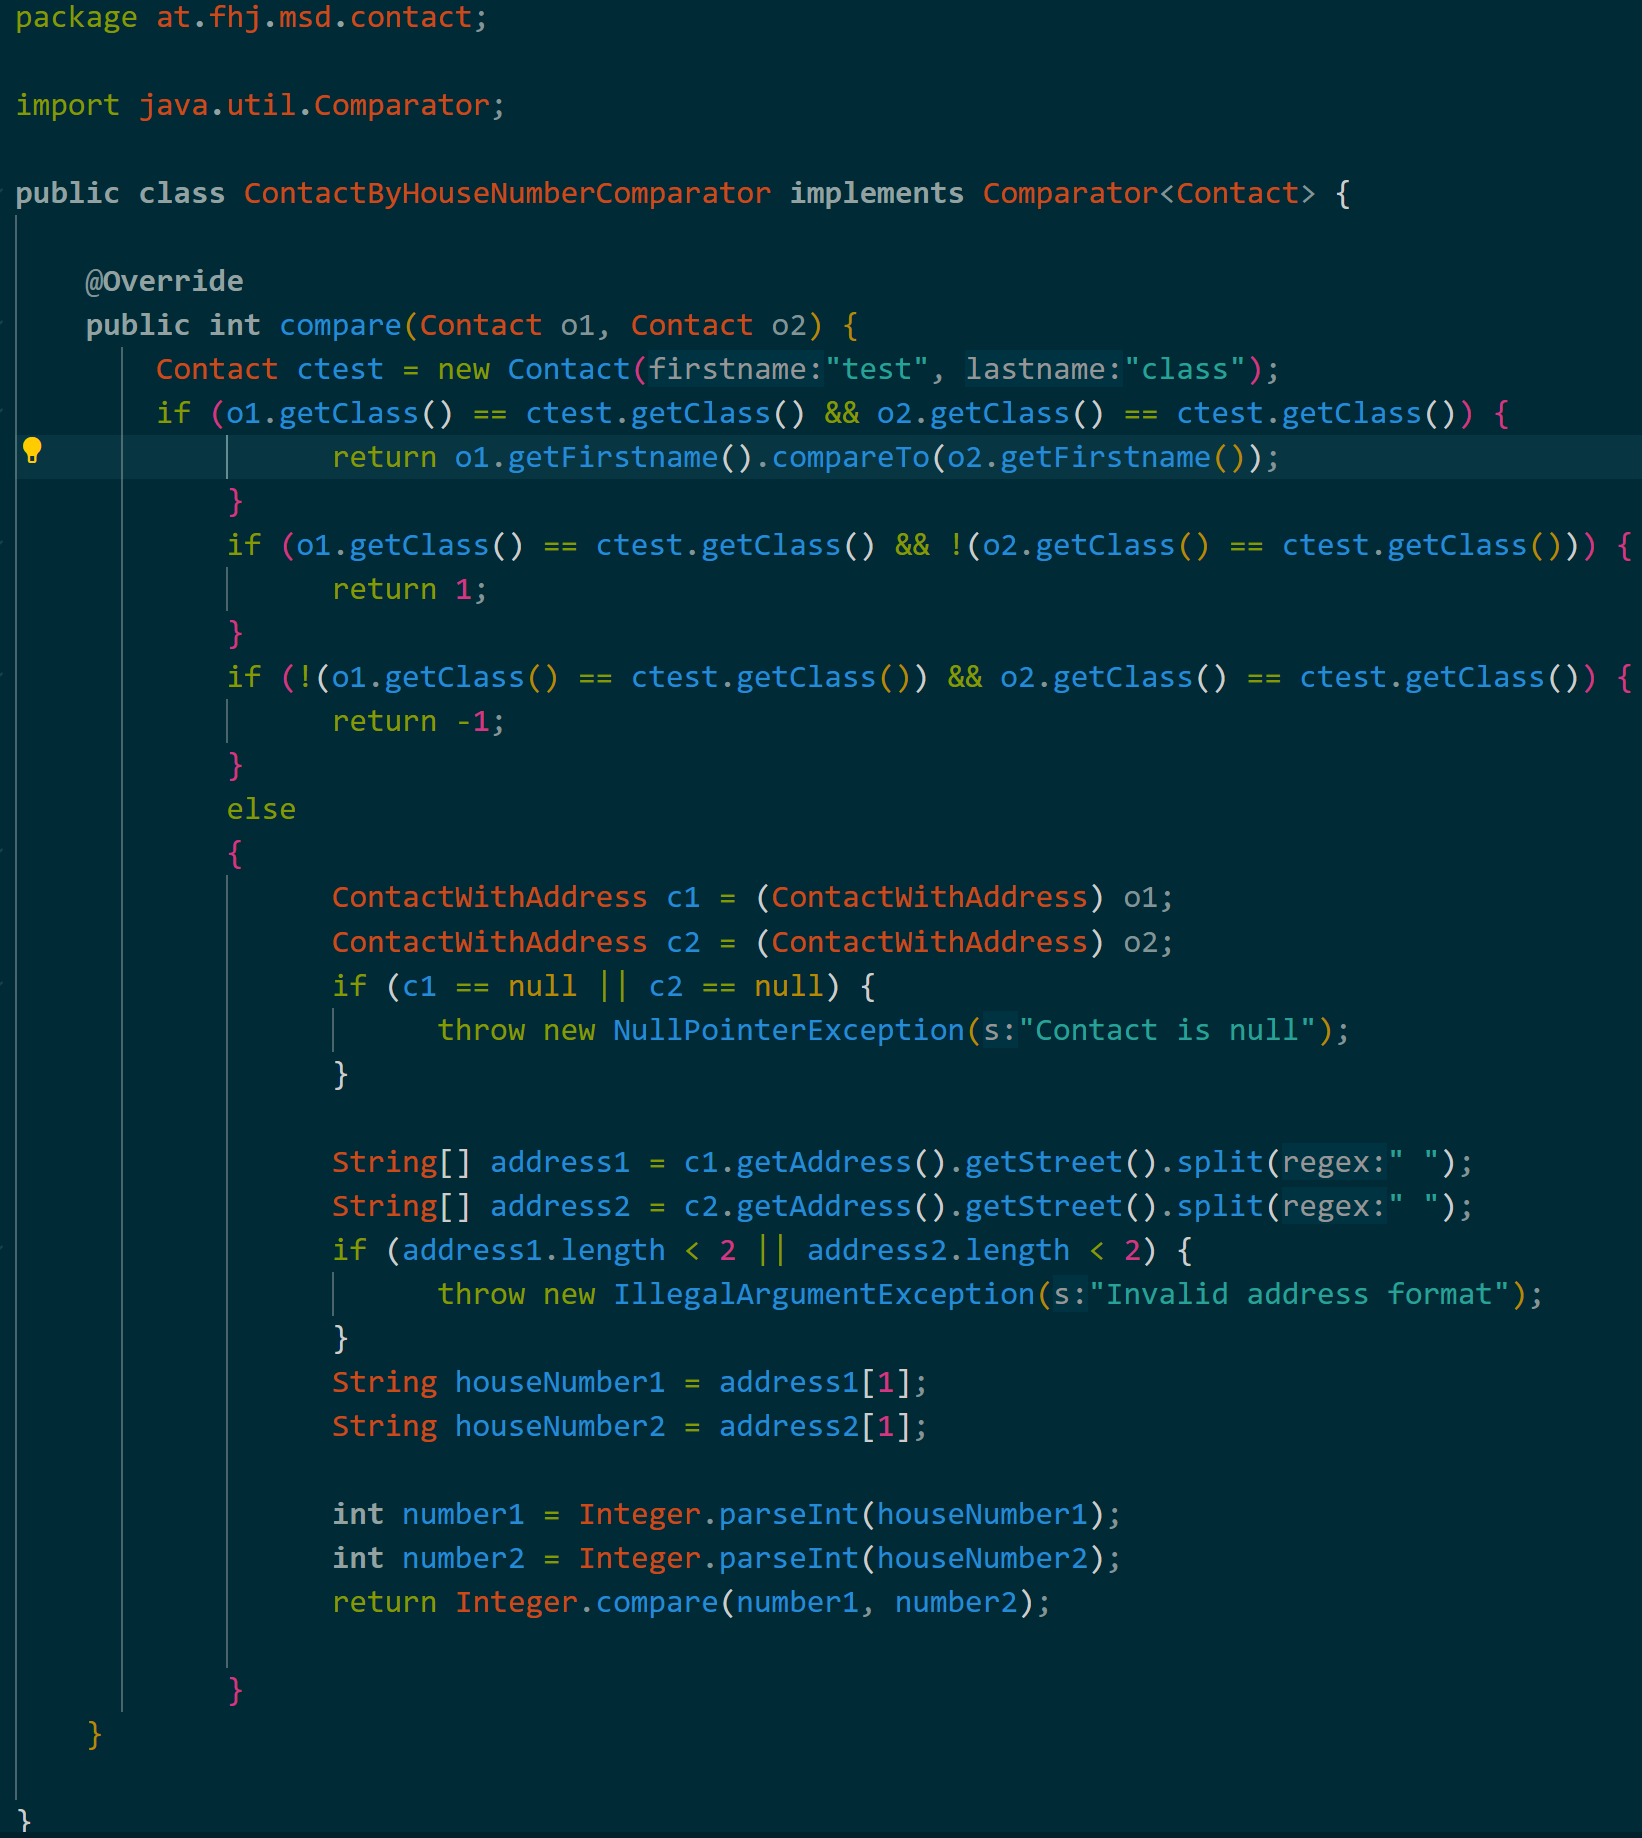 package at.fhj.msd.contact;
import java.util.Comparator;
public class ContactByHouseNumberComparator implements Comparator<Contact> {
@Override
public int compare(Contact o1, Contact o2) {
Contact ctest = new Contact(firstname:"test", lastname:"class");
if (o1.getClass() == ctest.getClass() && o2.getClass() == ctest.getClass()) {
return o1.getFirstname().compareTo(o2.getFirstname());
}
if (o1.getClass() == ctest.getClass() && !(o2.getClass() == ctest.getClass())) {
return 1;
}
if (!(o1.getClass() == ctest.getClass()) && o2.getClass() == ctest.getClass()) {
return -1;
}
else
{
ContactWithAddress c1 = (ContactWithAddress) o1;
ContactWithAddress c2 = (ContactWithAddress) o2;
if (c1 == null || c2 == null) {
throw new NullPointerException(s:"Contact is null");
}
String[] address1 = c1.getAddress().getStreet().split(regex:" ");
String[] address2 = c2.getAddress().getStreet().split(regex:" ");
if (address1.length < 2 || address2.length < 2) {
throw new IllegalArgumentException(s:"Invalid address format");
}
String houseNumber1 = address1[1];
String houseNumber2 = address2[1];
int number1 = Integer.parseInt(houseNumber1);
int number2 = Integer.parseInt(houseNumber2);
return Integer.compare(number1, number2);
}
}
}